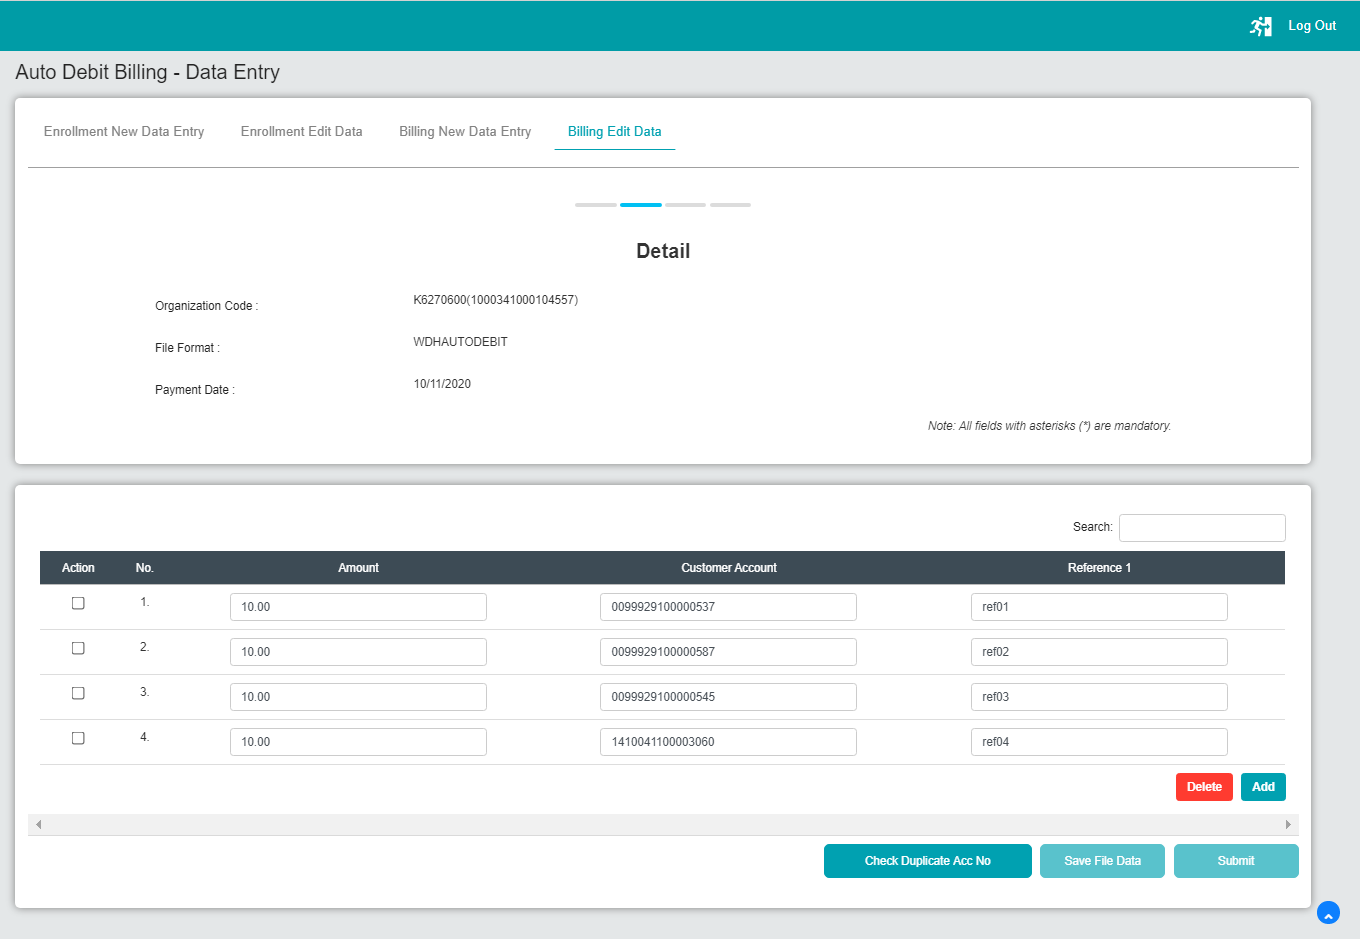 Log Out
Auto Debit Billing - Data Entry
Enrollment New Data Entry Enrollment Edit Data Billing New Data Entry Billing Edit Data
Detail
Organization Code : K6270600(1000341000104557)
File Format : WDHAUTODEBIT
Payment Date : 10/11/2020
Note: All fields with asterisks (*) are mandatory.
Search:
Action No. Amount Customer Account Reference 1
1. 10.00 0099929100000537 ref01
2. 10.00 0099929100000587 ref02
3. 10.00 0099929100000545 ref03
4. 10.00 1410041100003060 ref04
Delete Add
Check Duplicate Acc No Save File Data Submit